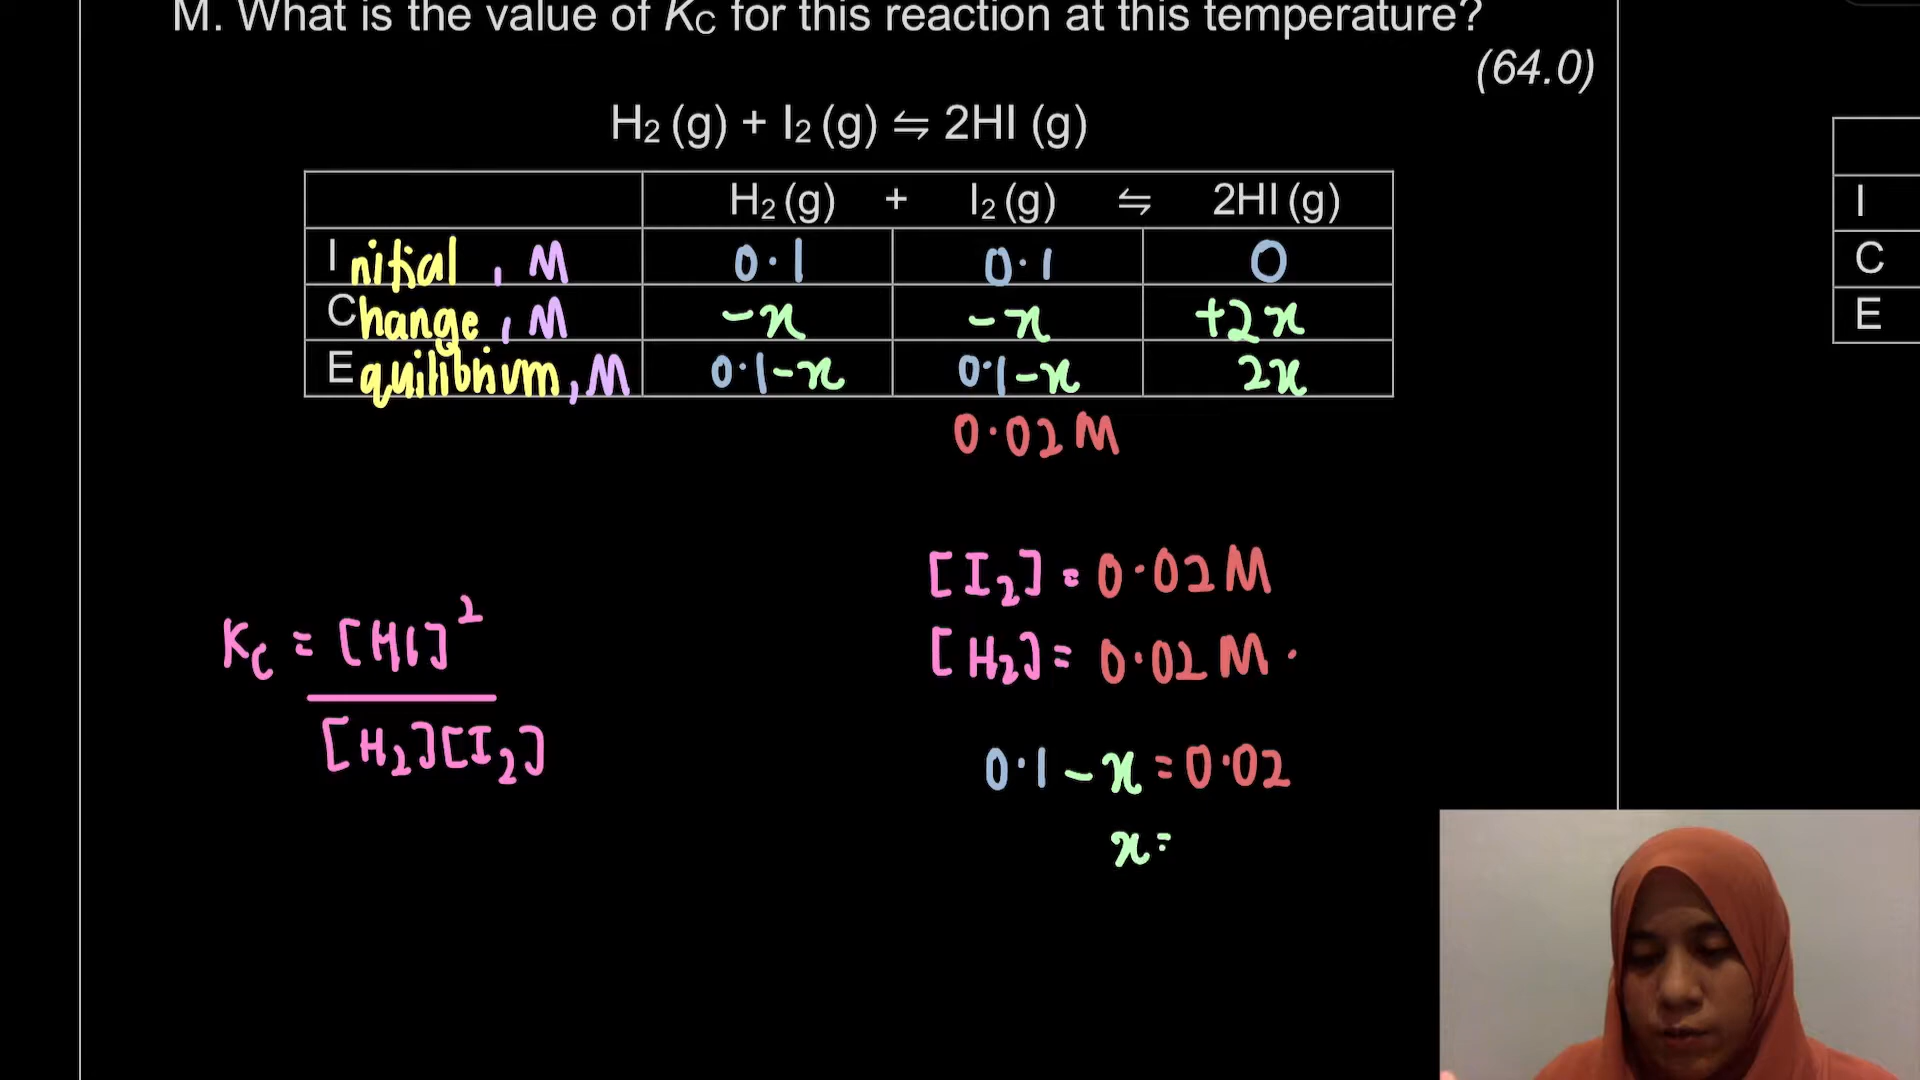 M. What is the value of KC for this reaction at this temperature?
(64.0)
H2 (g) + I2 (g) ⇋ 2HI (g)
H2 (g) + I2 (g) ⇋ 2HI (g)
Initial, M 0.1 0.1 0
Change, M -x -x +2x
Equilibrium, M 0.1-x 0.1-x 2x
0.02 M
[I2] = 0.02 M
[H2] = 0.02 M .
Kc = [HI]²
[H2][I2]
0.1 - x = 0.02
x =
I
C
E